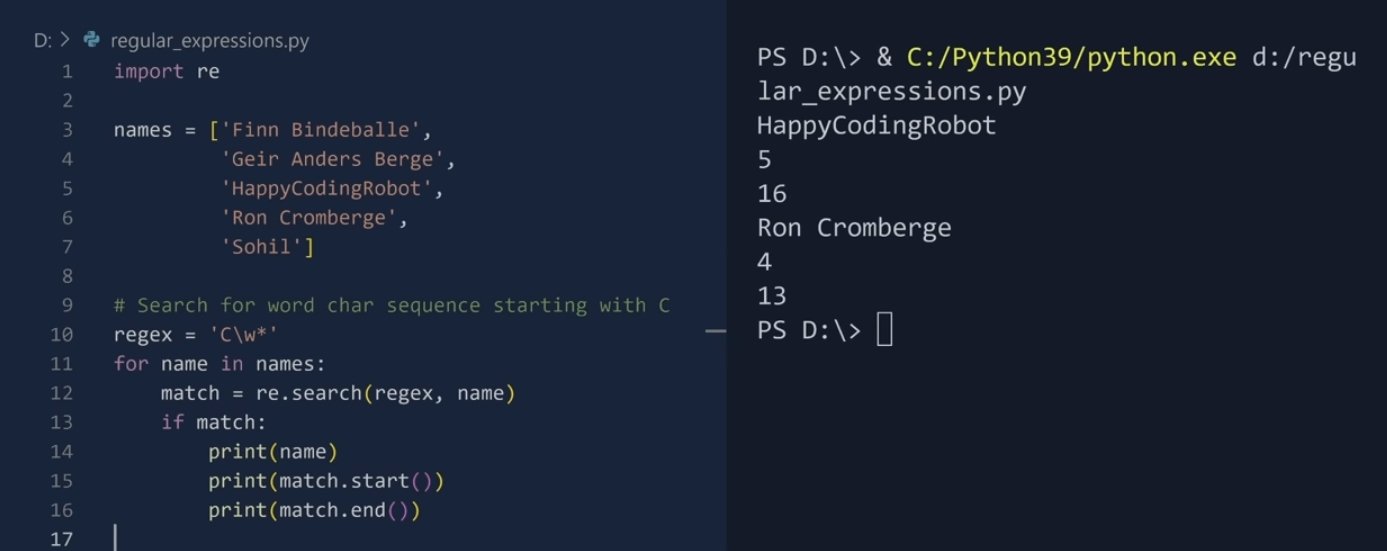 D: > regular_expressions.py
1 import re
2
3 names = ['Finn Bindeballe',
4          'Geir Anders Berge',
5          'HappyCodingRobot',
6          'Ron Cromberge',
7          'Sohil']
8
9 # Search for word char sequence starting with C
10 regex = 'C\w*'
11 for name in names:
12     match = re.search(regex, name)
13     if match:
14         print(name)
15         print(match.start())
16         print(match.end())
17
PS D:\> & C:/Python39/python.exe d:/regu
lar_expressions.py
HappyCodingRobot
5
16
Ron Cromberge
4
13
PS D:\>